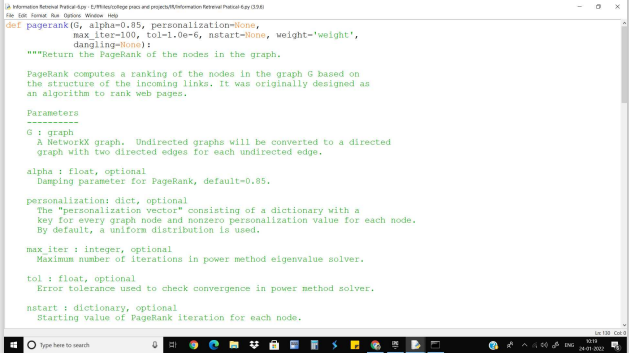 Information Retreival Pratical-6.py - E:/fFfiles/college pracs and projects/IR/Information Retreival Pratical-6.py (3.9.6)
File Edit Format Run Options Window Help
def pagerank(G, alpha=0.85, personalization=None,
max_iter=100, tol=1.0e-6, nstart=None, weight='weight',
dangling=None):
"""Return the PageRank of the nodes in the graph.
PageRank computes a ranking of the nodes in the graph G based on
the structure of the incoming links. It was originally designed as
an algorithm to rank web pages.
Parameters
----------
G : graph
A NetworkX graph. Undirected graphs will be converted to a directed
graph with two directed edges for each undirected edge.
alpha : float, optional
Damping parameter for PageRank, default=0.85.
personalization: dict, optional
The "personalization vector" consisting of a dictionary with a
key for every graph node and nonzero personalization value for each node.
By default, a uniform distribution is used.
max_iter : integer, optional
Maximum number of iterations in power method eigenvalue solver.
tol : float, optional
Error tolerance used to check convergence in power method solver.
nstart : dictionary, optional
Starting value of PageRank iteration for each node.
Ln: 130 Col: 0
Type here to search
ENG
10:19
24-01-2022